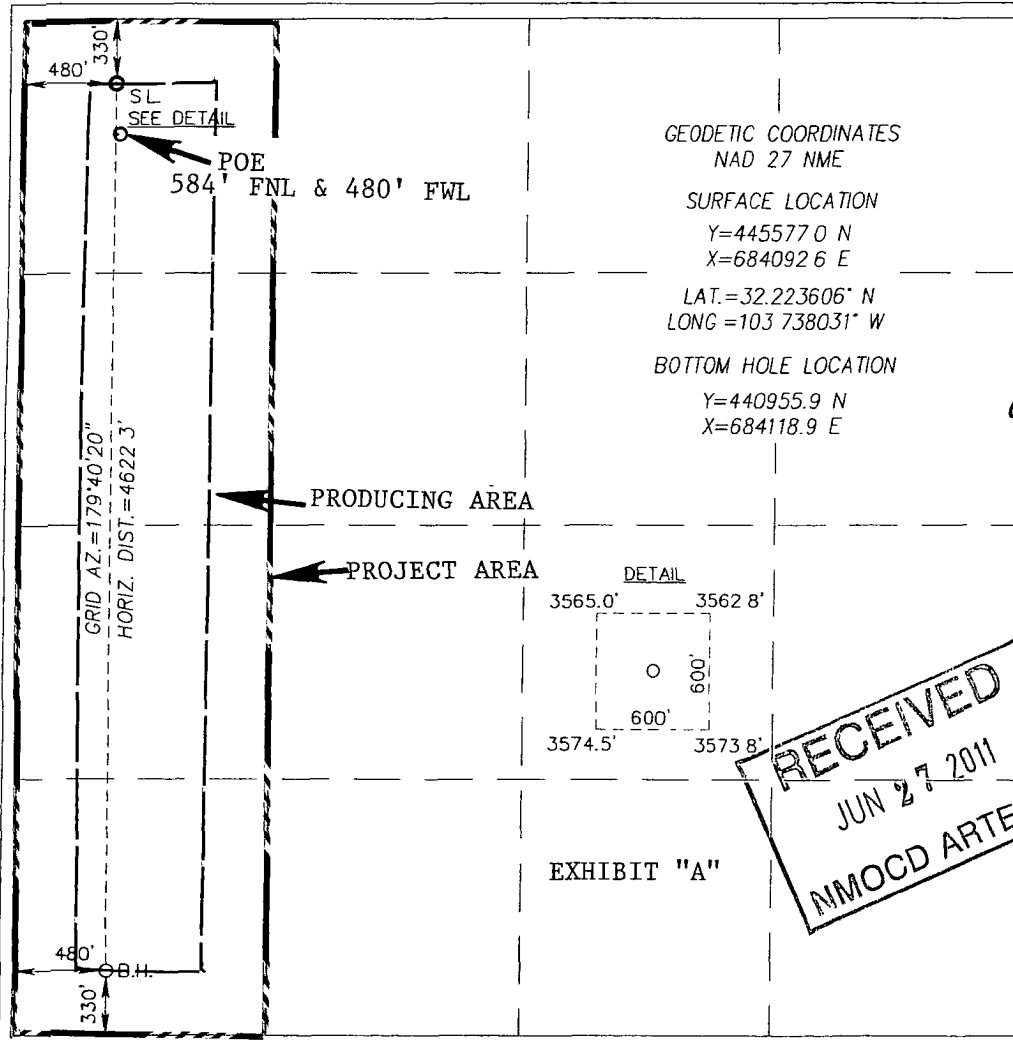 330'
480'
S.L.
SEE DETAIL
POE
584' FNL & 480' FWL
GEODETIC COORDINATES
NAD 27 NME
SURFACE LOCATION
Y=445577.0 N
X=684092.6 E
LAT.=32.223606° N
LONG.=103.738031° W
BOTTOM HOLE LOCATION
Y=440955.9 N
X=684118.9 E
GRID AZ.=179°40'20"
HORIZ. DIST.=4622.3'
PRODUCING AREA
PROJECT AREA
DETAIL
3565.0' 3562.8'
600'
600'
3574.5' 3573.8'
RECEIVED
JUN 27 2011
NMOCD ARTE
EXHIBIT "A"
480'
B.H.
330'